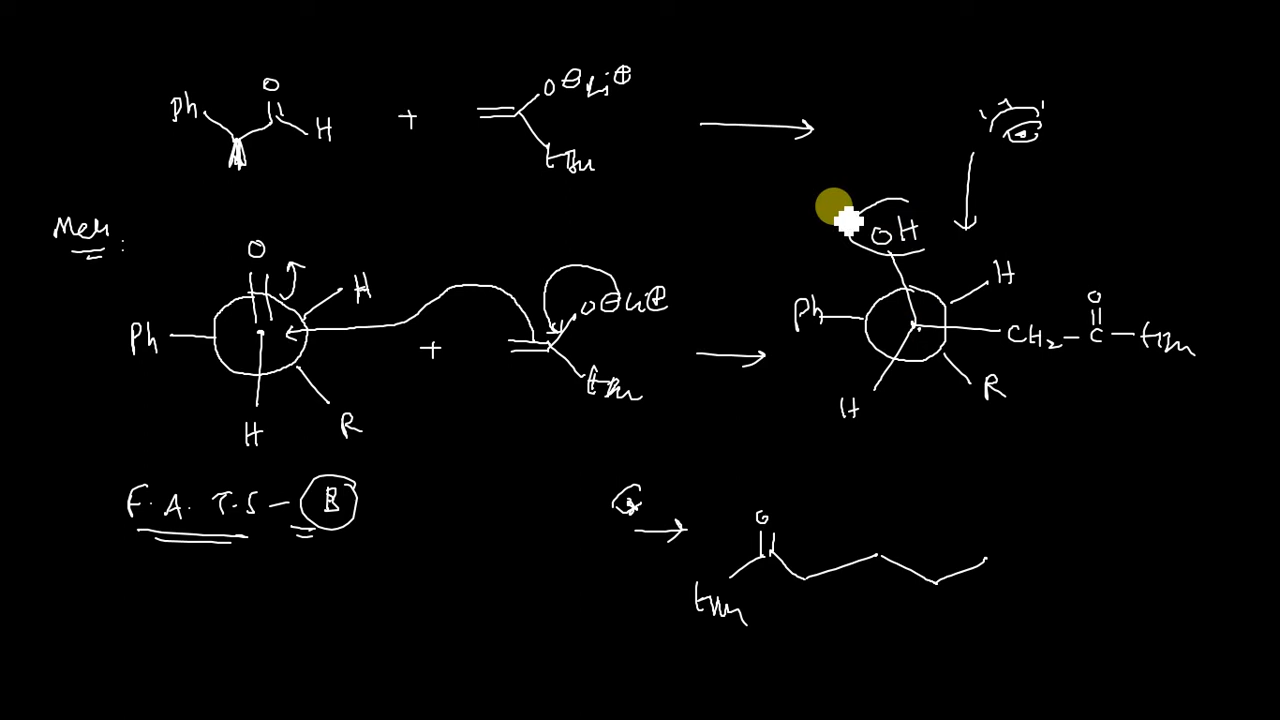 Ph O H + O⊖Li⊕ tBu
Mech:
Ph O H H R + O⊖Li⊕ tBu
OH Ph H CH₂-C-tBu O R H
F.A. T.S - B
O tBu